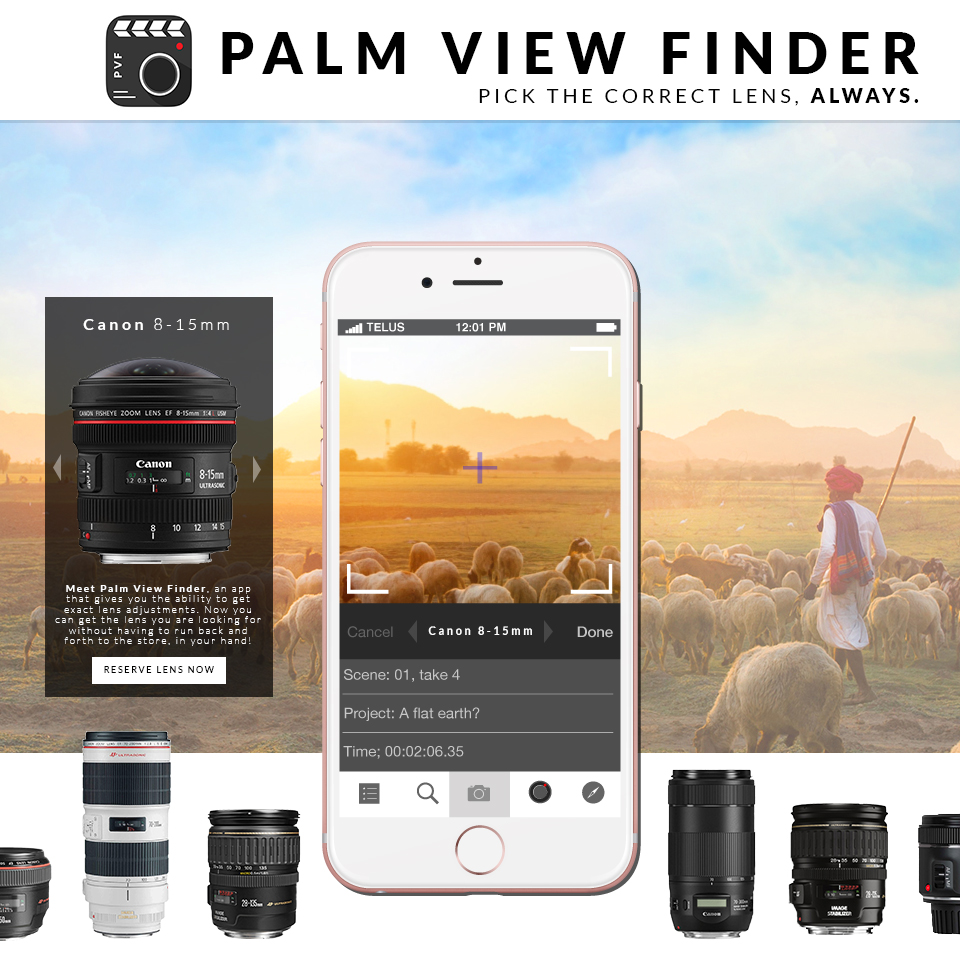 PVF
PALM VIEW FINDER
PICK THE CORRECT LENS, ALWAYS.
Canon 8-15mm
CANON FISHEYE ZOOM LENS EF 8-15mm 1:4 USM
Canon
8-15mm
ULTRASONIC
8 10 12 14 15
Meet Palm View Finder, an app
that gives you the ability to get
exact lens adjustments. Now you
can get the lens you are looking for
without having to run back and
forth to the store, in your hand!
RESERVE LENS NOW
TELUS 12:01 PM
Cancel Canon 8-15mm Done
Scene: 01, take 4
Project: A flat earth?
Time; 00:02:06.35
ULTRASONIC
28-135mm
Canon
IMAGE
STABILIZER